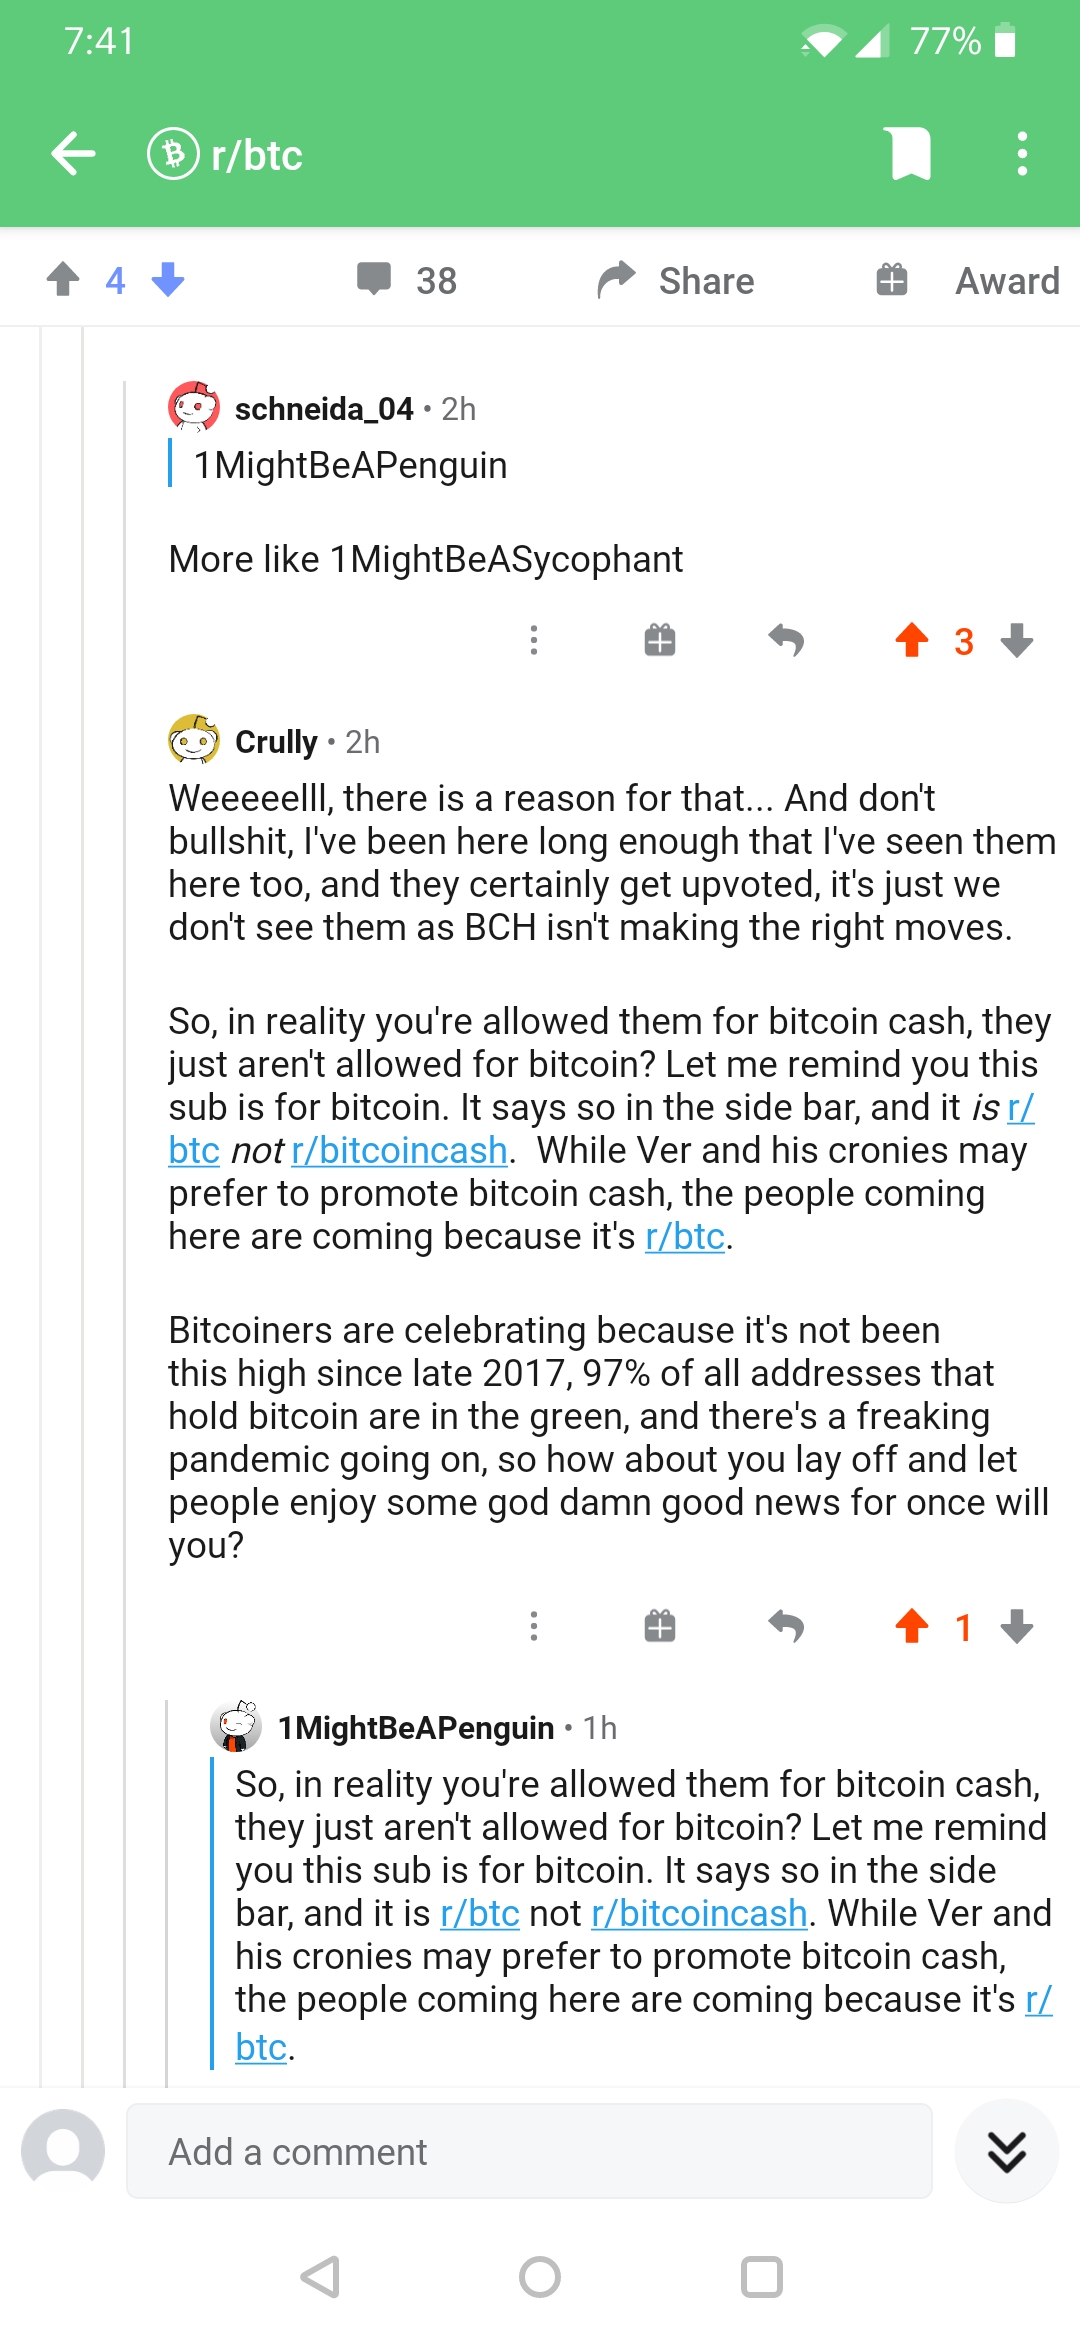 7:41
77%
r/btc
4
38
Share
Award
schneida_04 • 2h
1MightBeAPenguin
More like 1MightBeASycophant
3
Crully • 2h
Weeeeelll, there is a reason for that... And don't
bullshit, I've been here long enough that I've seen them
here too, and they certainly get upvoted, it's just we
don't see them as BCH isn't making the right moves.
So, in reality you're allowed them for bitcoin cash, they
just aren't allowed for bitcoin? Let me remind you this
sub is for bitcoin. It says so in the side bar, and it is r/
btc not r/bitcoincash. While Ver and his cronies may
prefer to promote bitcoin cash, the people coming
here are coming because it's r/btc.
Bitcoiners are celebrating because it's not been
this high since late 2017, 97% of all addresses that
hold bitcoin are in the green, and there's a freaking
pandemic going on, so how about you lay off and let
people enjoy some god damn good news for once will
you?
1
1MightBeAPenguin • 1h
So, in reality you're allowed them for bitcoin cash,
they just aren't allowed for bitcoin? Let me remind
you this sub is for bitcoin. It says so in the side
bar, and it is r/btc not r/bitcoincash. While Ver and
his cronies may prefer to promote bitcoin cash,
the people coming here are coming because it's r/
btc.
Add a comment